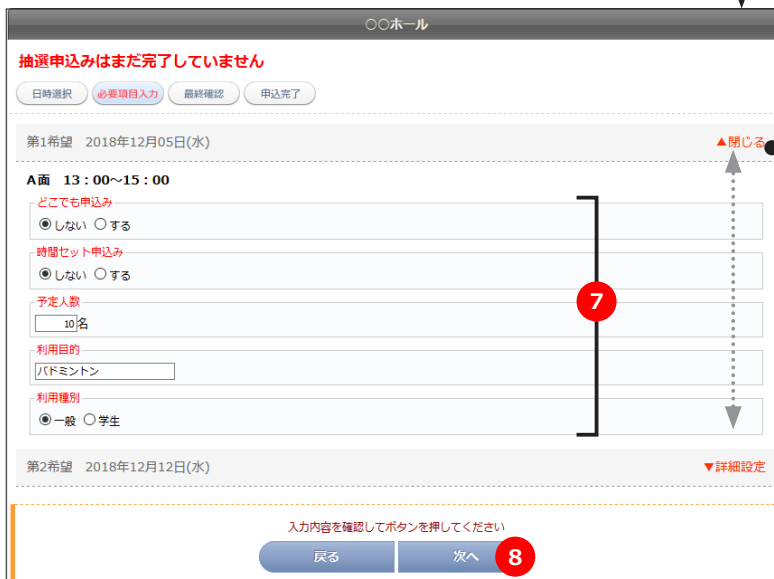 ○○ホール
抽選申込みはまだ完了していません
日時選択 必要項目入力 最終確認 申込完了
第1希望 2018年12月05日(水) ▲閉じる
A面 13：00～15：00
どこでも申込み
しない する
時間セット申込み
しない する
7
予定人数
10名
利用目的
バドミントン
利用種別
一般 学生
第2希望 2018年12月12日(水) ▼詳細設定
入力内容を確認してボタンを押してください
戻る 次へ 8